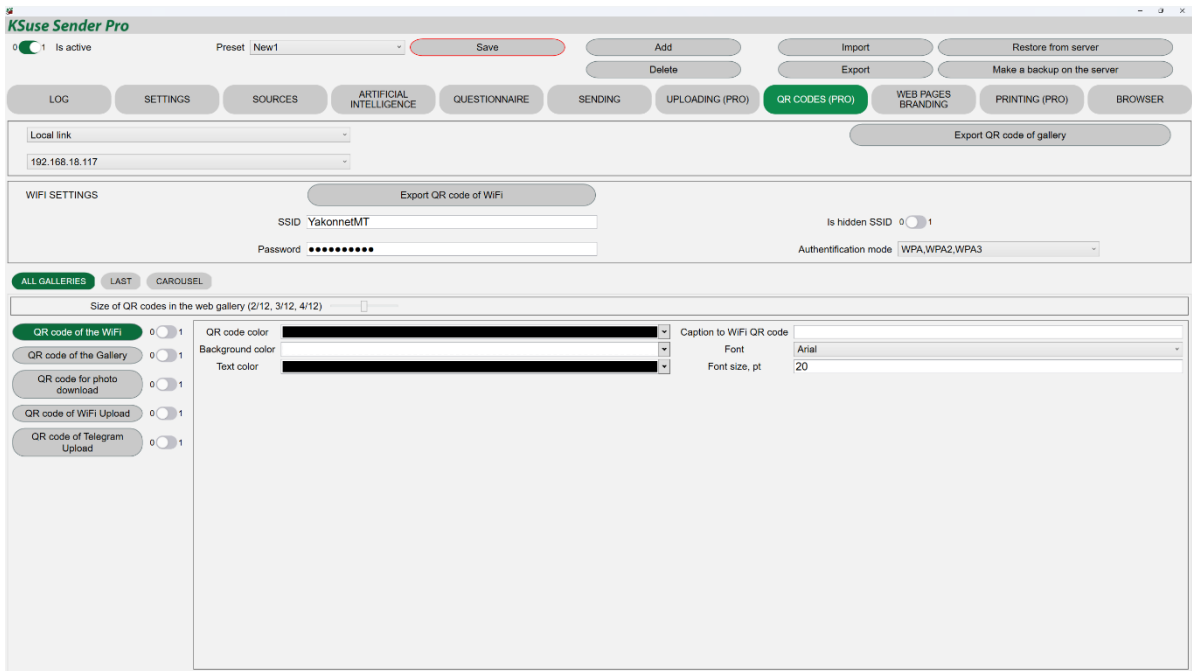 KSuse Sender Pro
0 1 Is active Preset New1 Save Add Import Restore from server
Delete Export Make a backup on the server
LOG SETTINGS SOURCES ARTIFICIAL INTELLIGENCE QUESTIONNAIRE SENDING UPLOADING (PRO) QR CODES (PRO) WEB PAGES BRANDING PRINTING (PRO) BROWSER
Local link Export QR code of gallery
192.168.18.117
WIFI SETTINGS Export QR code of WiFi
SSID YakonnetMT Is hidden SSID 0 1
Password ●●●●●●●●●● Authentification mode WPA,WPA2,WPA3
ALL GALLERIES LAST CAROUSEL
Size of QR codes in the web gallery (2/12, 3/12, 4/12)
QR code of the WiFi 0 1 QR code color Caption to WiFi QR code
QR code of the Gallery 0 1 Background color Font Arial
Text color Font size, pt 20
QR code for photo download 0 1
QR code of WiFi Upload 0 1
QR code of Telegram Upload 0 1